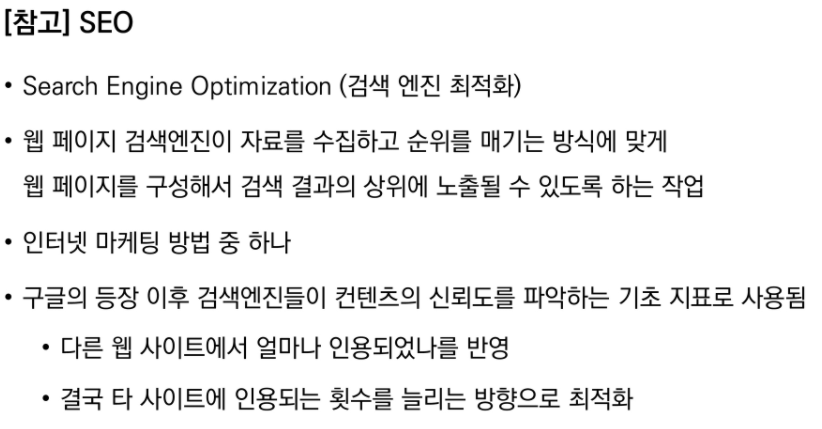 [참고] SEO
• Search Engine Optimization (검색 엔진 최적화)
• 웹 페이지 검색엔진이 자료를 수집하고 순위를 매기는 방식에 맞게
웹 페이지를 구성해서 검색 결과의 상위에 노출될 수 있도록 하는 작업
• 인터넷 마케팅 방법 중 하나
• 구글의 등장 이후 검색엔진들이 컨텐츠의 신뢰도를 파악하는 기초 지표로 사용됨
• 다른 웹 사이트에서 얼마나 인용되었나를 반영
• 결국 타 사이트에 인용되는 횟수를 늘리는 방향으로 최적화